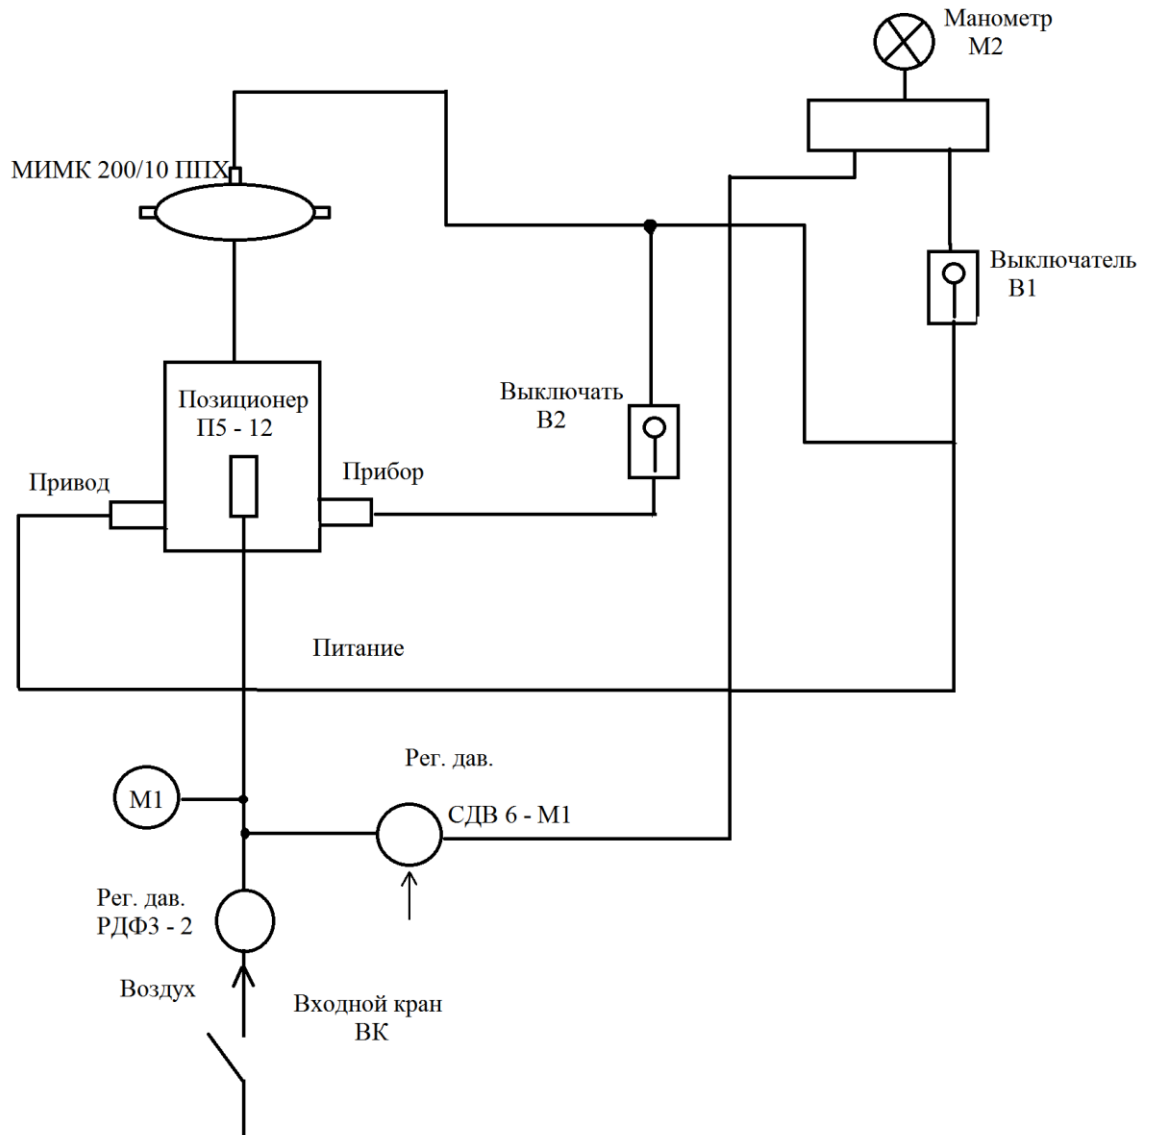 Манометр
М2
МИМК 200/10 ППХ
Выключатель
В1
Позиционер
П5 - 12
Выключать
В2
Привод
Прибор
Питание
Рег. дав.
М1
СДВ 6 - М1
Рег. дав.
РДФ3 - 2
Воздух
Входной кран
ВК